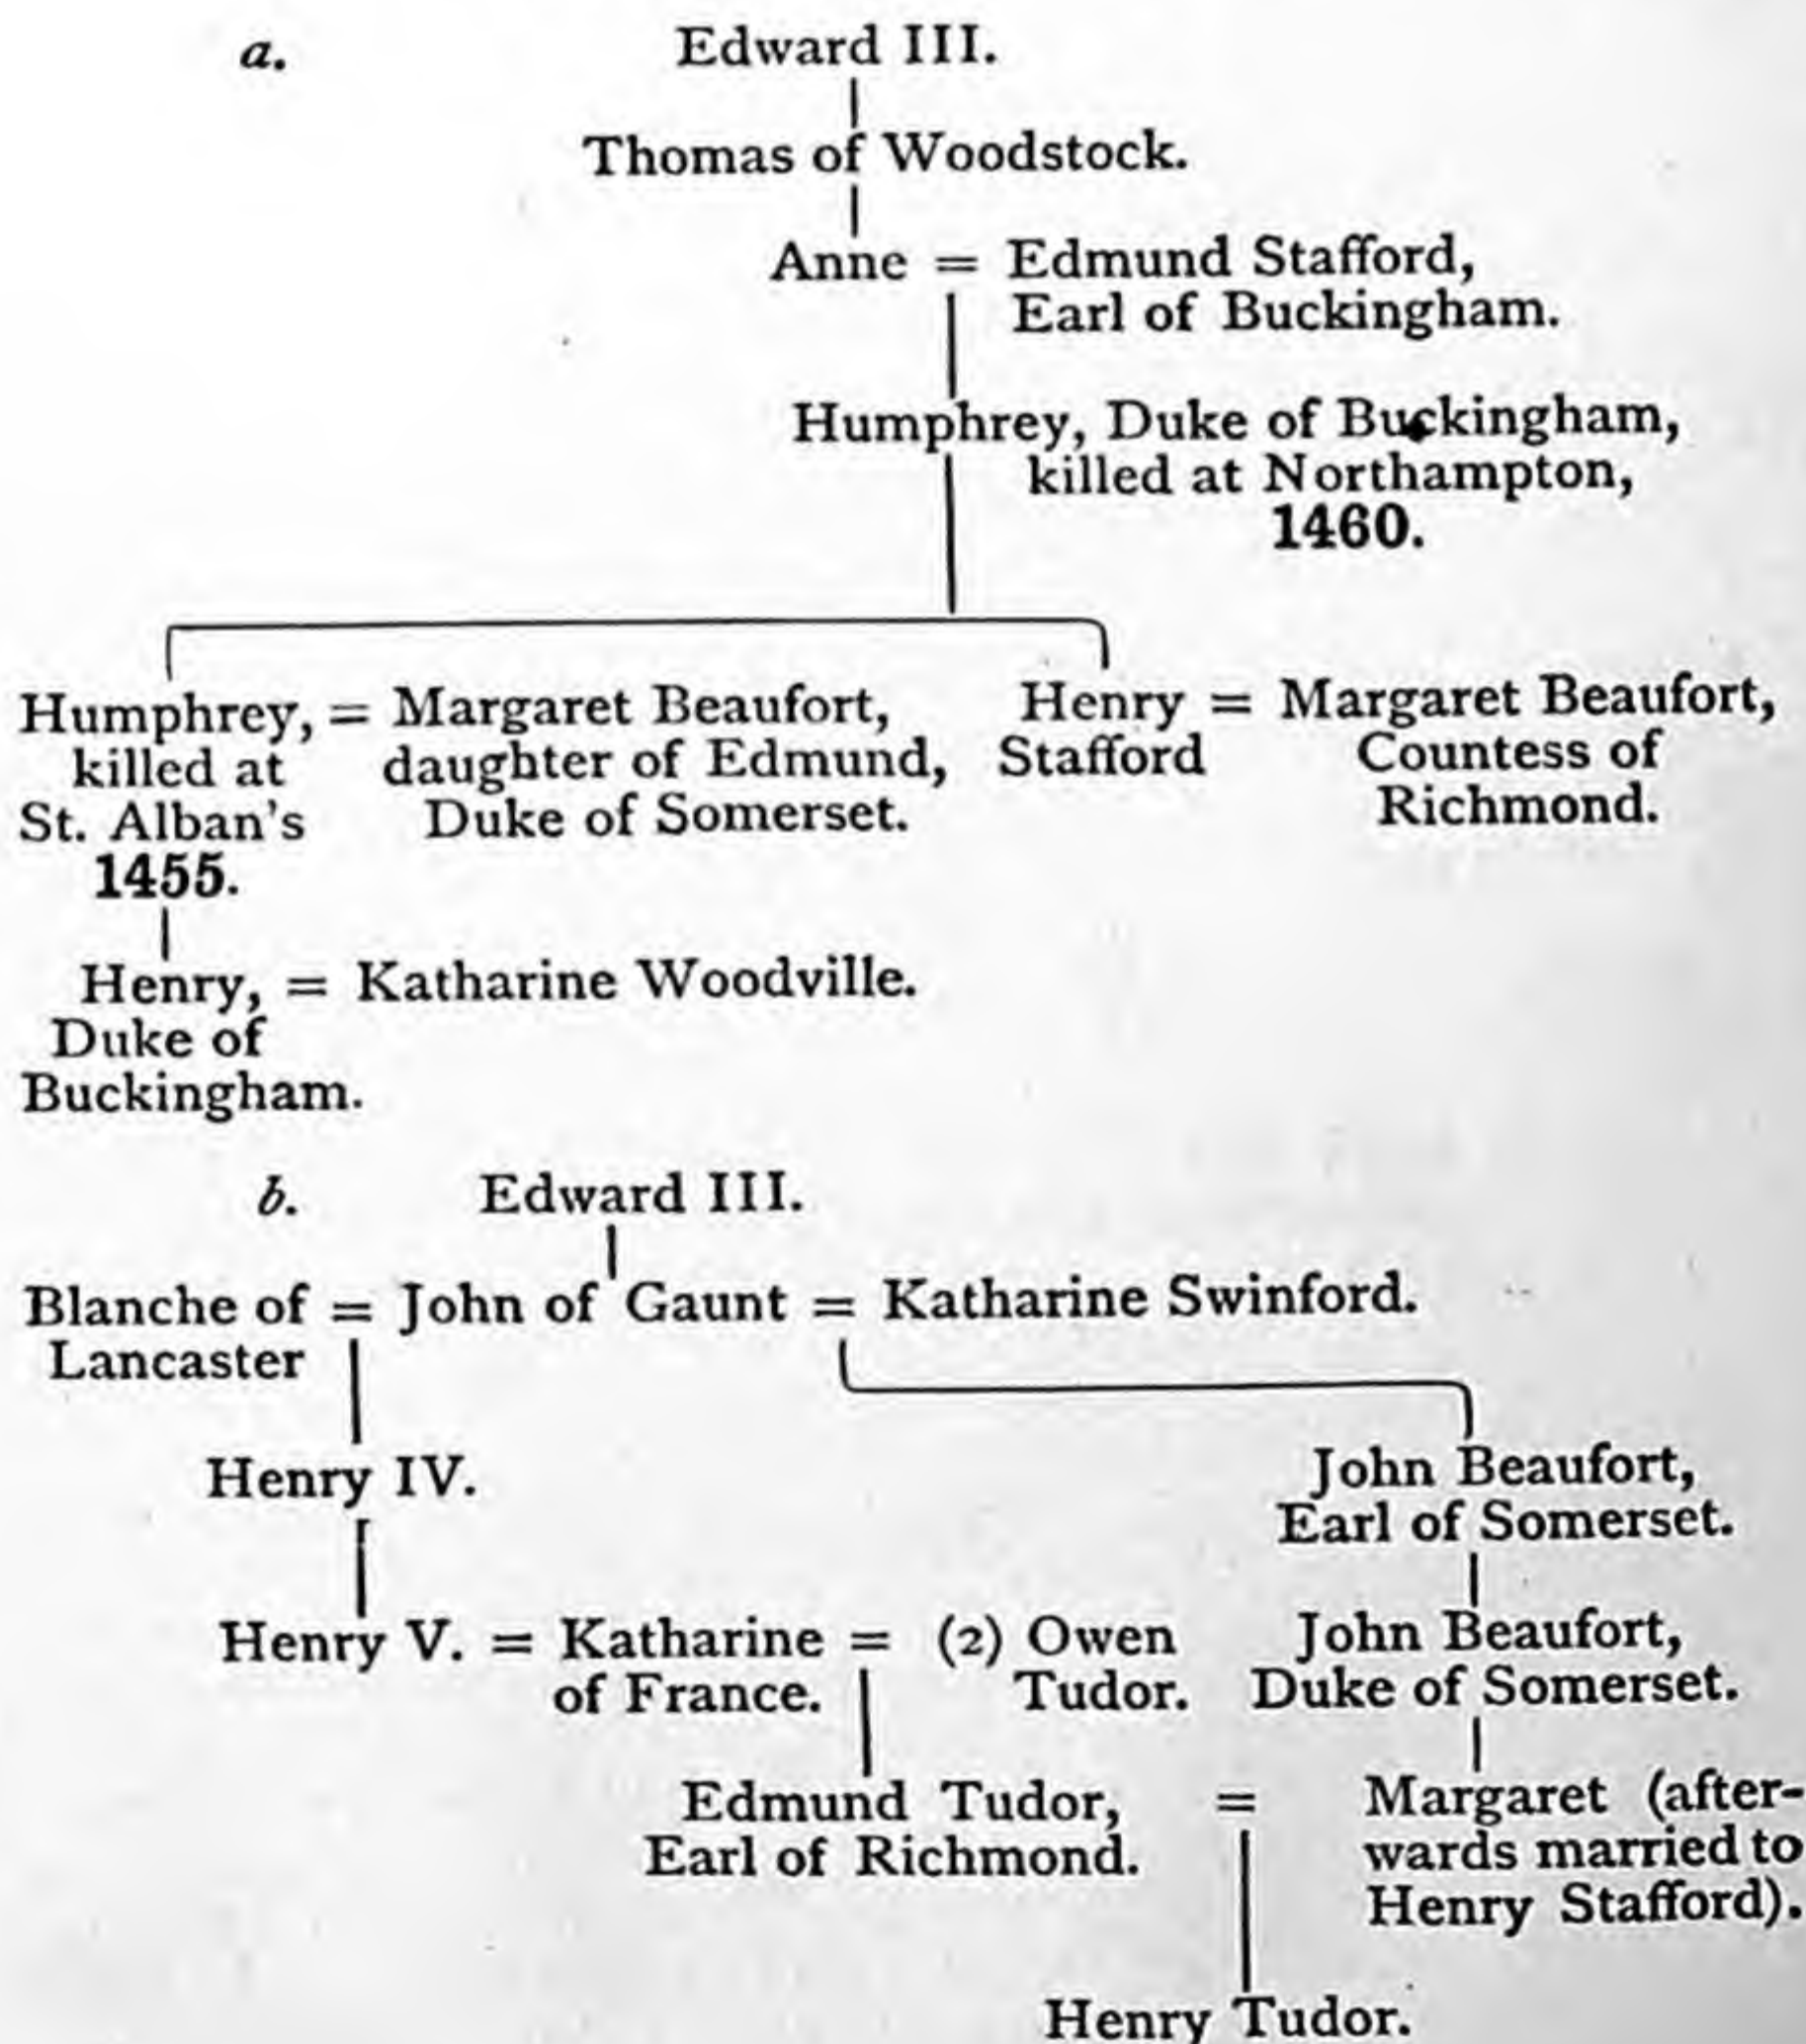 a.
Edward III.
Thomas of Woodstock.
Anne = Edmund Stafford,
Earl of Buckingham.
Humphrey, Duke of Buckingham,
killed at Northampton,
1460.
Humphrey, = Margaret Beaufort,
killed at daughter of Edmund,
St. Alban's Duke of Somerset.
1455.
Henry = Margaret Beaufort,
Stafford Countess of
Richmond.
Henry, = Katharine Woodville.
Duke of
Buckingham.
b.
Edward III.
Blanche of = John of Gaunt = Katharine Swinford.
Lancaster
Henry IV.
John Beaufort,
Earl of Somerset.
Henry V. = Katharine = (2) Owen
of France. Tudor.
John Beaufort,
Duke of Somerset.
Edmund Tudor, = Margaret (after-
Earl of Richmond. wards married to
Henry Stafford).
Henry Tudor.